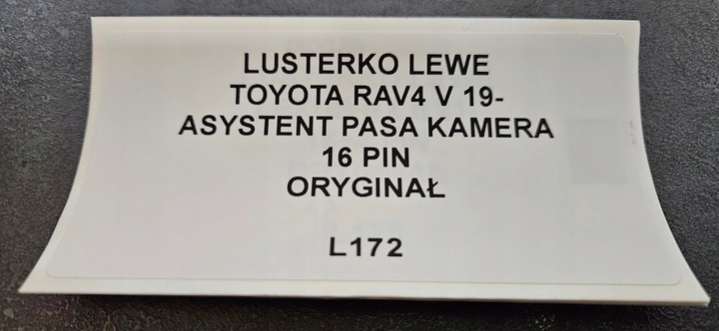 LUSTERKO LEWE
TOYOTA RAV4 V 19-
ASYSTENT PASA KAMERA
16 PIN
ORYGINAŁ
L172